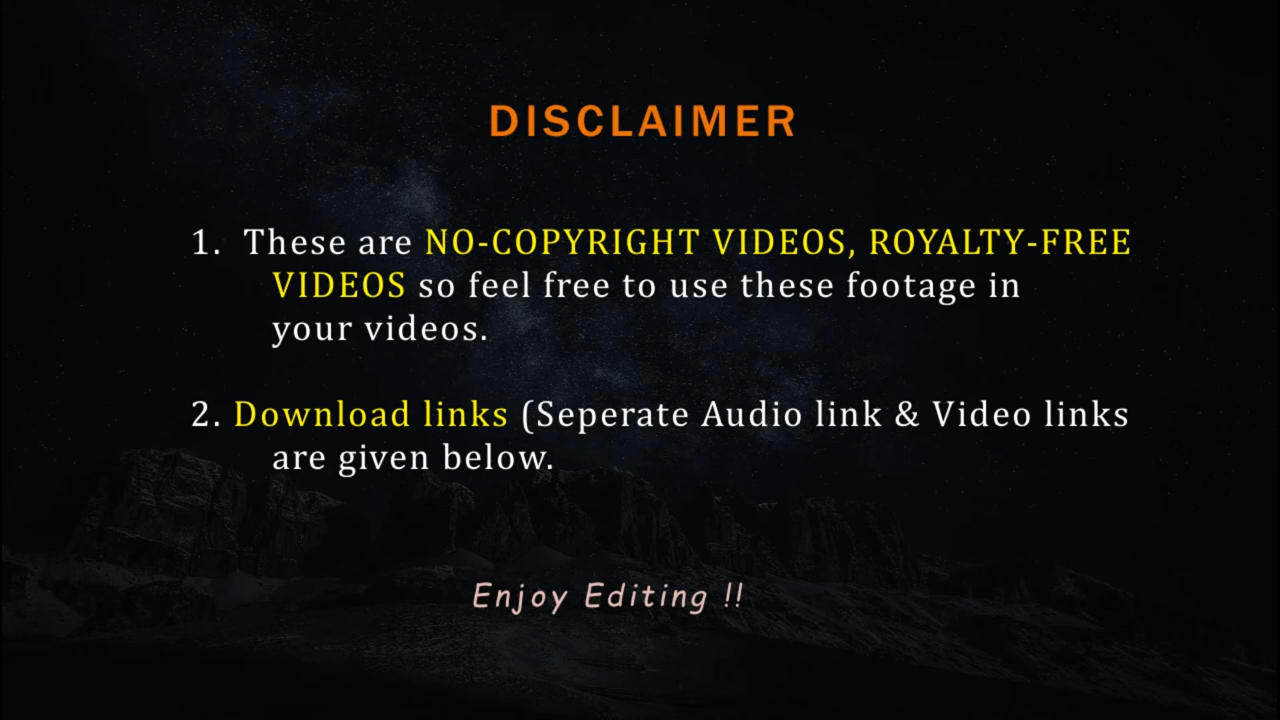 DISCLAIMER
1. These are NO-COPYRIGHT VIDEOS, ROYALTY-FREE
VIDEOS so feel free to use these footage in
your videos.
2. Download links (Seperate Audio link & Video links
are given below.
Enjoy Editing !!